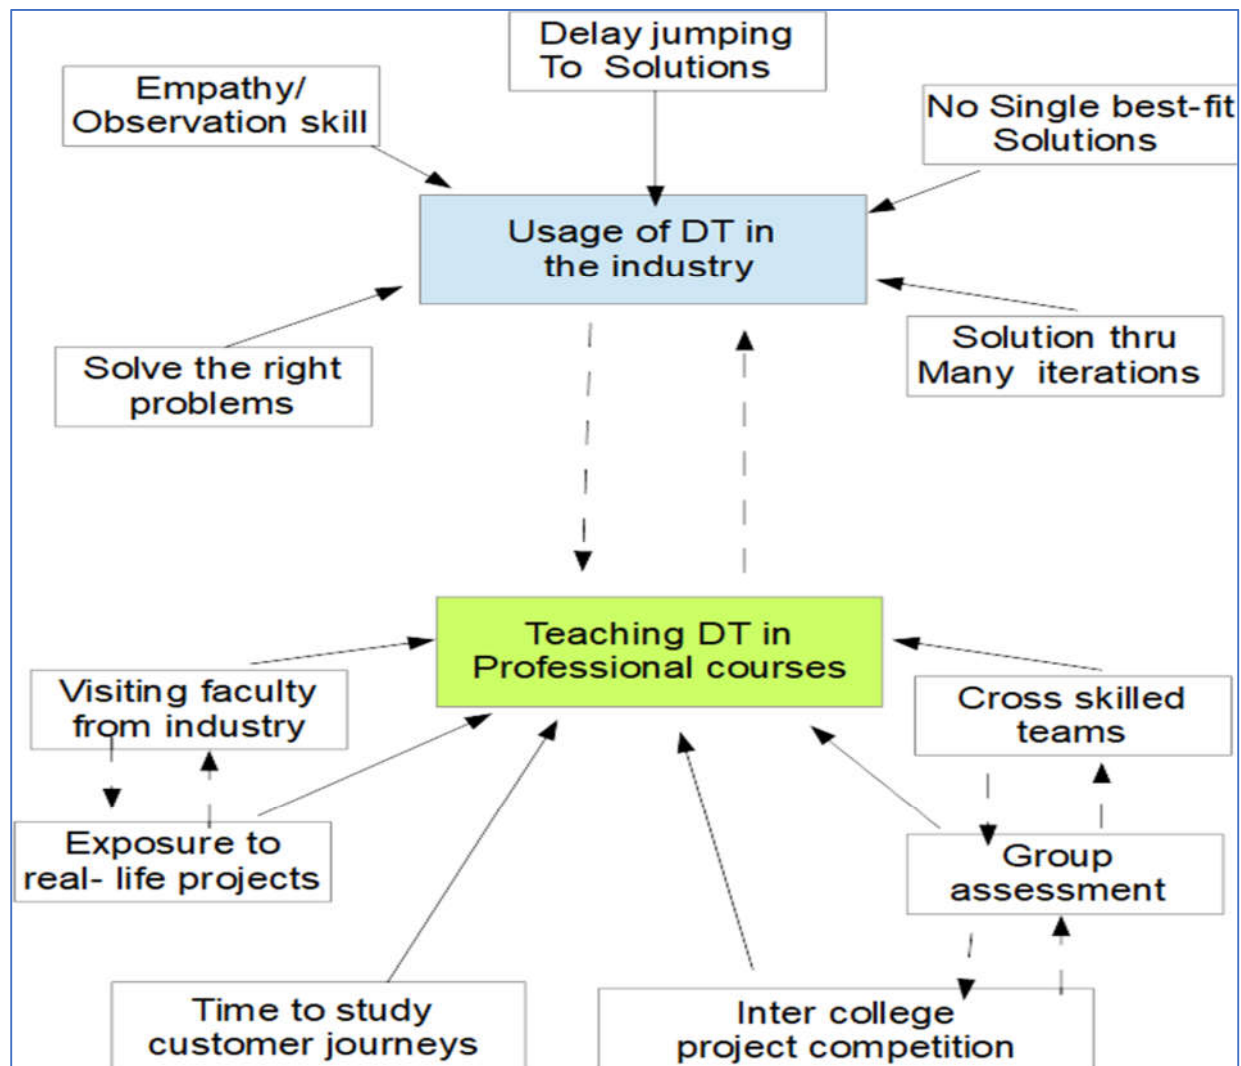 Delay jumping
To Solutions
Empathy/
Observation skill
No Single best-fit
Solutions
Usage of DT in
the industry
Solve the right
problems
Solution thru
Many iterations
Teaching DT in
Professional courses
Visiting faculty
from industry
Cross skilled
teams
Exposure to
real- life projects
Group
assessment
Time to study
customer journeys
Inter college
project competition